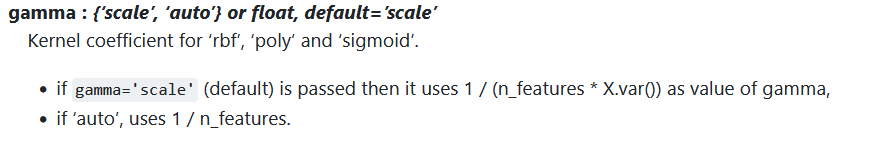 gamma : {‘scale’, ‘auto’} or float, default=’scale’
Kernel coefficient for ‘rbf’, ‘poly’ and ‘sigmoid’.
• if gamma='scale' (default) is passed then it uses 1 / (n_features * X.var()) as value of gamma,
• if ‘auto’, uses 1 / n_features.